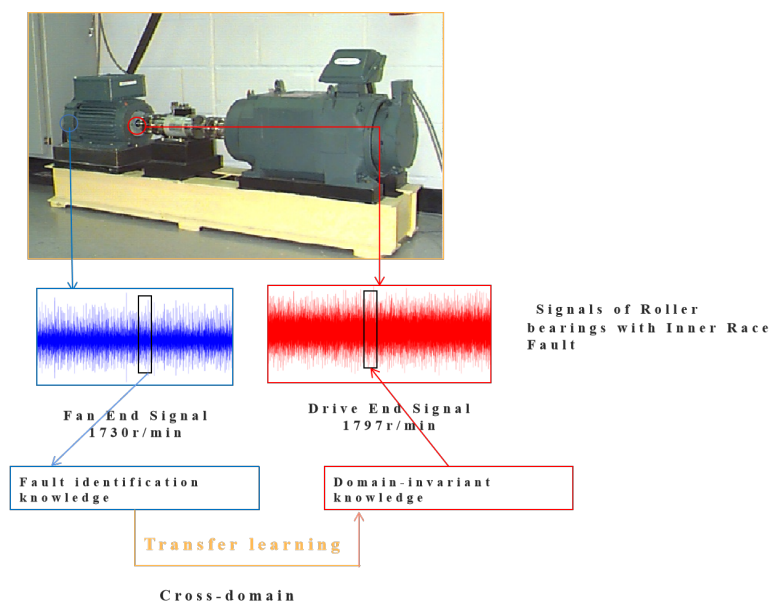 Signals of Roller
bearings with Inner Race
Fault
Fan End Signal
1730r/min
Drive End Signal
1797r/min
Fault identification
knowledge
Domain-invariant
knowledge
Transfer learning
Cross-domain